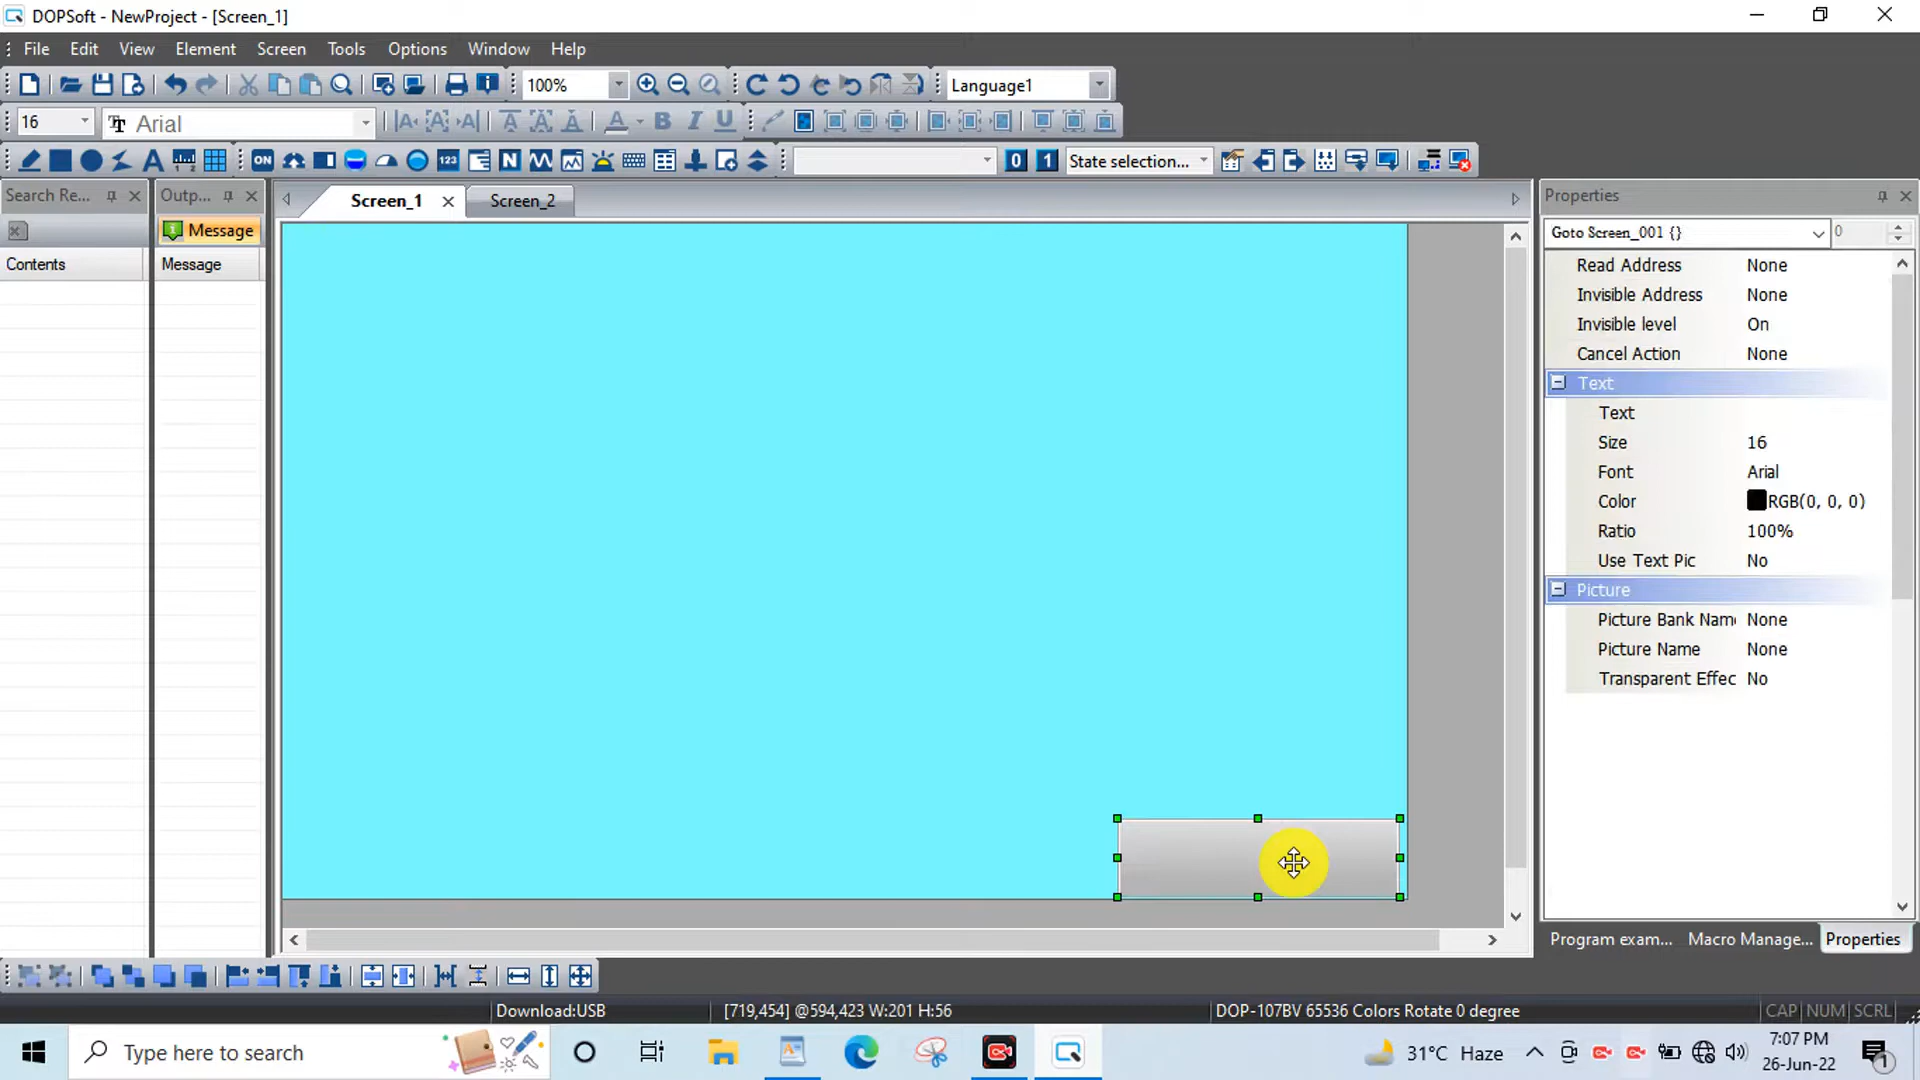 DOPSoft - NewProject - [Screen_1]
File Edit View Element Screen Tools Options Window Help
100% Language1
16 Arial
ON 123 N 0 1 State selection...
Search Re... Outp... Screen_1 Screen_2 Properties
Message Goto Screen_001 {} 0
Contents Message
Read Address None
Invisible Address None
Invisible level On
Cancel Action None
Text
Text
Size 16
Font Arial
Color RGB(0, 0, 0)
Ratio 100%
Use Text Pic No
Picture
Picture Bank Nam
Picture Name None
None
Transparent Effec No
Program exam... Macro Manage... Properties
Download:USB [719,454] @594,423 W:201 H:56 DOP-107BV 65536 Colors Rotate 0 degree CAP NUM SCRL
Type here to search 31°C Haze 7:07 PM
26-Jun-22 1